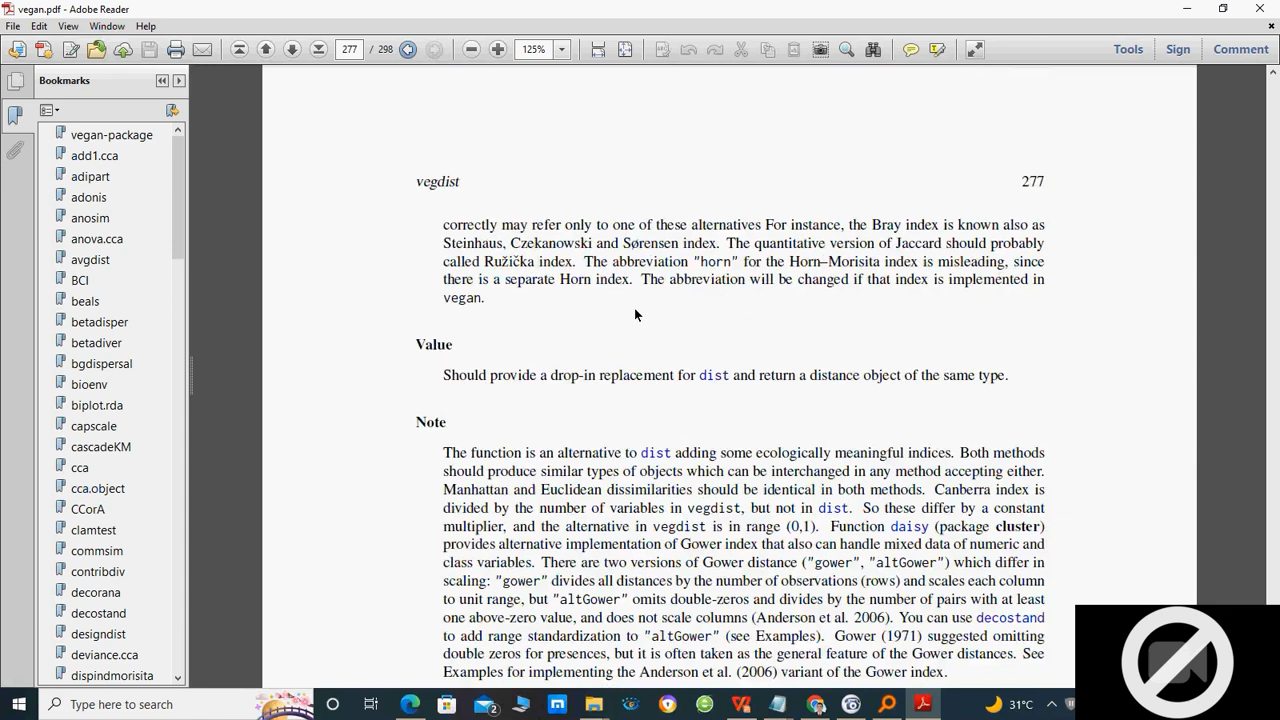 vegan.pdf - Adobe Reader
File Edit View Window Help
277 / 298 125% Tools Sign Comment
Bookmarks
vegan-package
add1.cca
adipart
adonis
anosim
anova.cca
avgdist
BCI
beals
betadisper
betadiver
bgdispersal
bioenv
biplot.rda
capscale
cascadeKM
cca
cca.object
CCorA
clamtest
commsim
contribdiv
decorana
decostand
designdist
deviance.cca
dispindmorisita
vegdist 277
correctly may refer only to one of these alternatives For instance, the Bray index is known also as
Steinhaus, Czekanowski and Sørensen index. The quantitative version of Jaccard should probably
called Ružička index. The abbreviation "horn" for the Horn–Morisita index is misleading, since
there is a separate Horn index. The abbreviation will be changed if that index is implemented in
vegan.
Value
Should provide a drop-in replacement for dist and return a distance object of the same type.
Note
The function is an alternative to dist adding some ecologically meaningful indices. Both methods
should produce similar types of objects which can be interchanged in any method accepting either.
Manhattan and Euclidean dissimilarities should be identical in both methods. Canberra index is
divided by the number of variables in vegdist, but not in dist. So these differ by a constant
multiplier, and the alternative in vegdist is in range (0,1). Function daisy (package cluster)
provides alternative implementation of Gower index that also can handle mixed data of numeric and
class variables. There are two versions of Gower distance ("gower", "altGower") which differ in
scaling: "gower" divides all distances by the number of observations (rows) and scales each column
to unit range, but "altGower" omits double-zeros and divides by the number of pairs with at least
one above-zero value, and does not scale columns (Anderson et al. 2006). You can use decostand
to add range standardization to "altGower" (see Examples). Gower (1971) suggested omitting
double zeros for presences, but it is often taken as the general feature of the Gower distances. See
Examples for implementing the Anderson et al. (2006) variant of the Gower index.
Type here to search
31°C